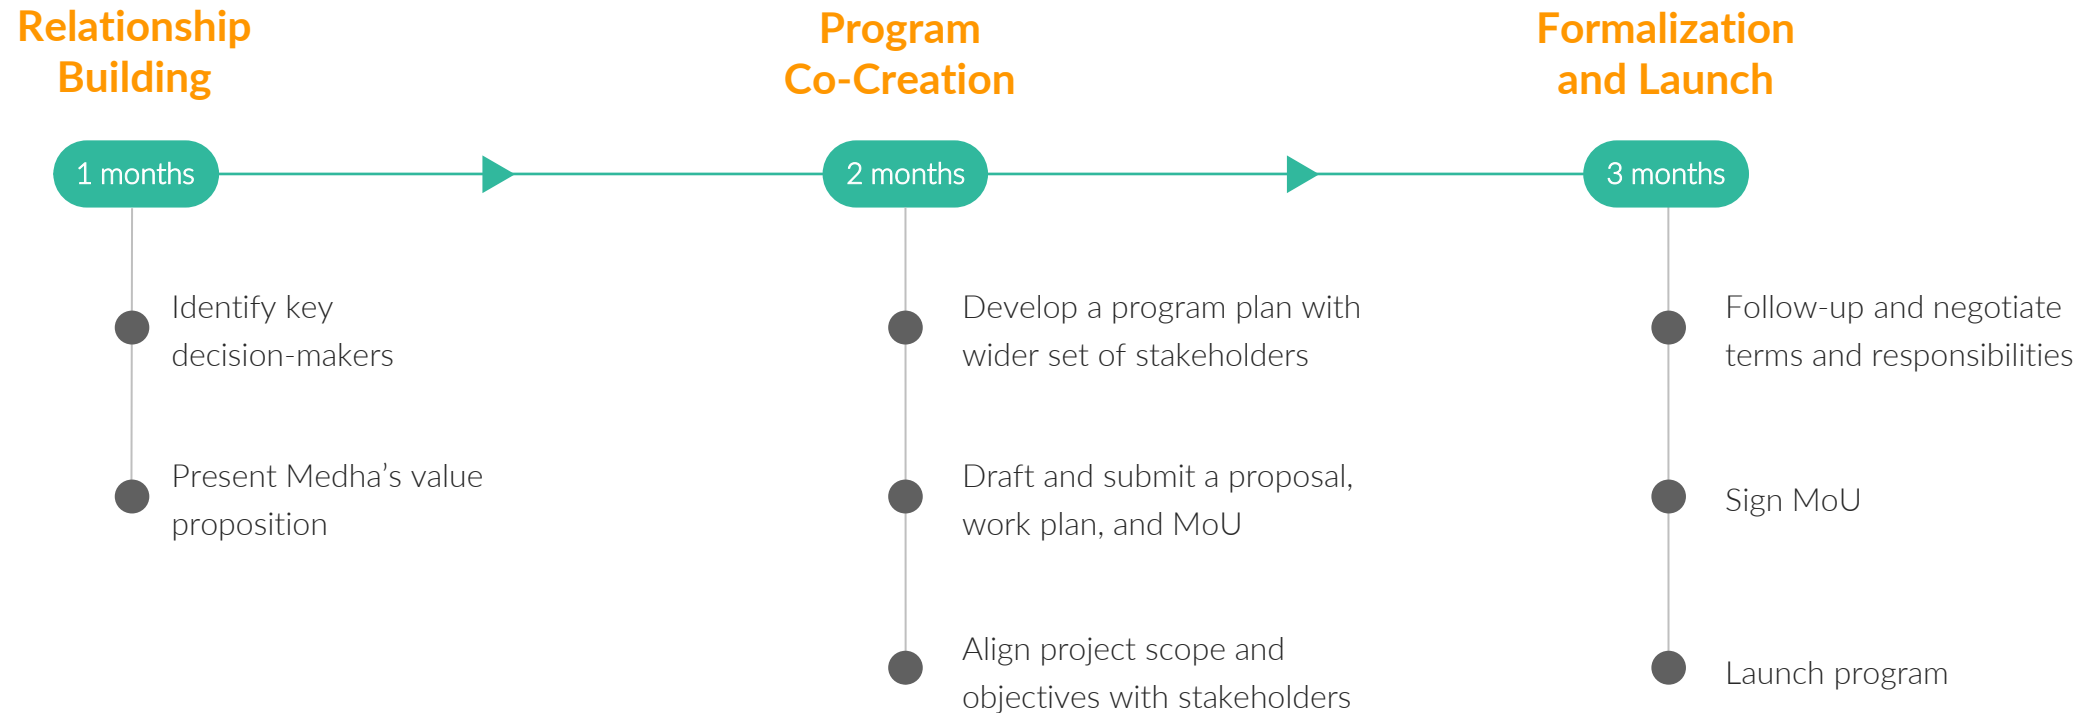 Relationship
Building
1 months
Identify key
decision-makers
Present Medha’s value
proposition
Program
Co-Creation
2 months
Develop a program plan with
wider set of stakeholders
Draft and submit a proposal,
work plan, and MoU
Align project scope and
objectives with stakeholders
Formalization
and Launch
3 months
Follow-up and negotiate
terms and responsibilities
Sign MoU
Launch program